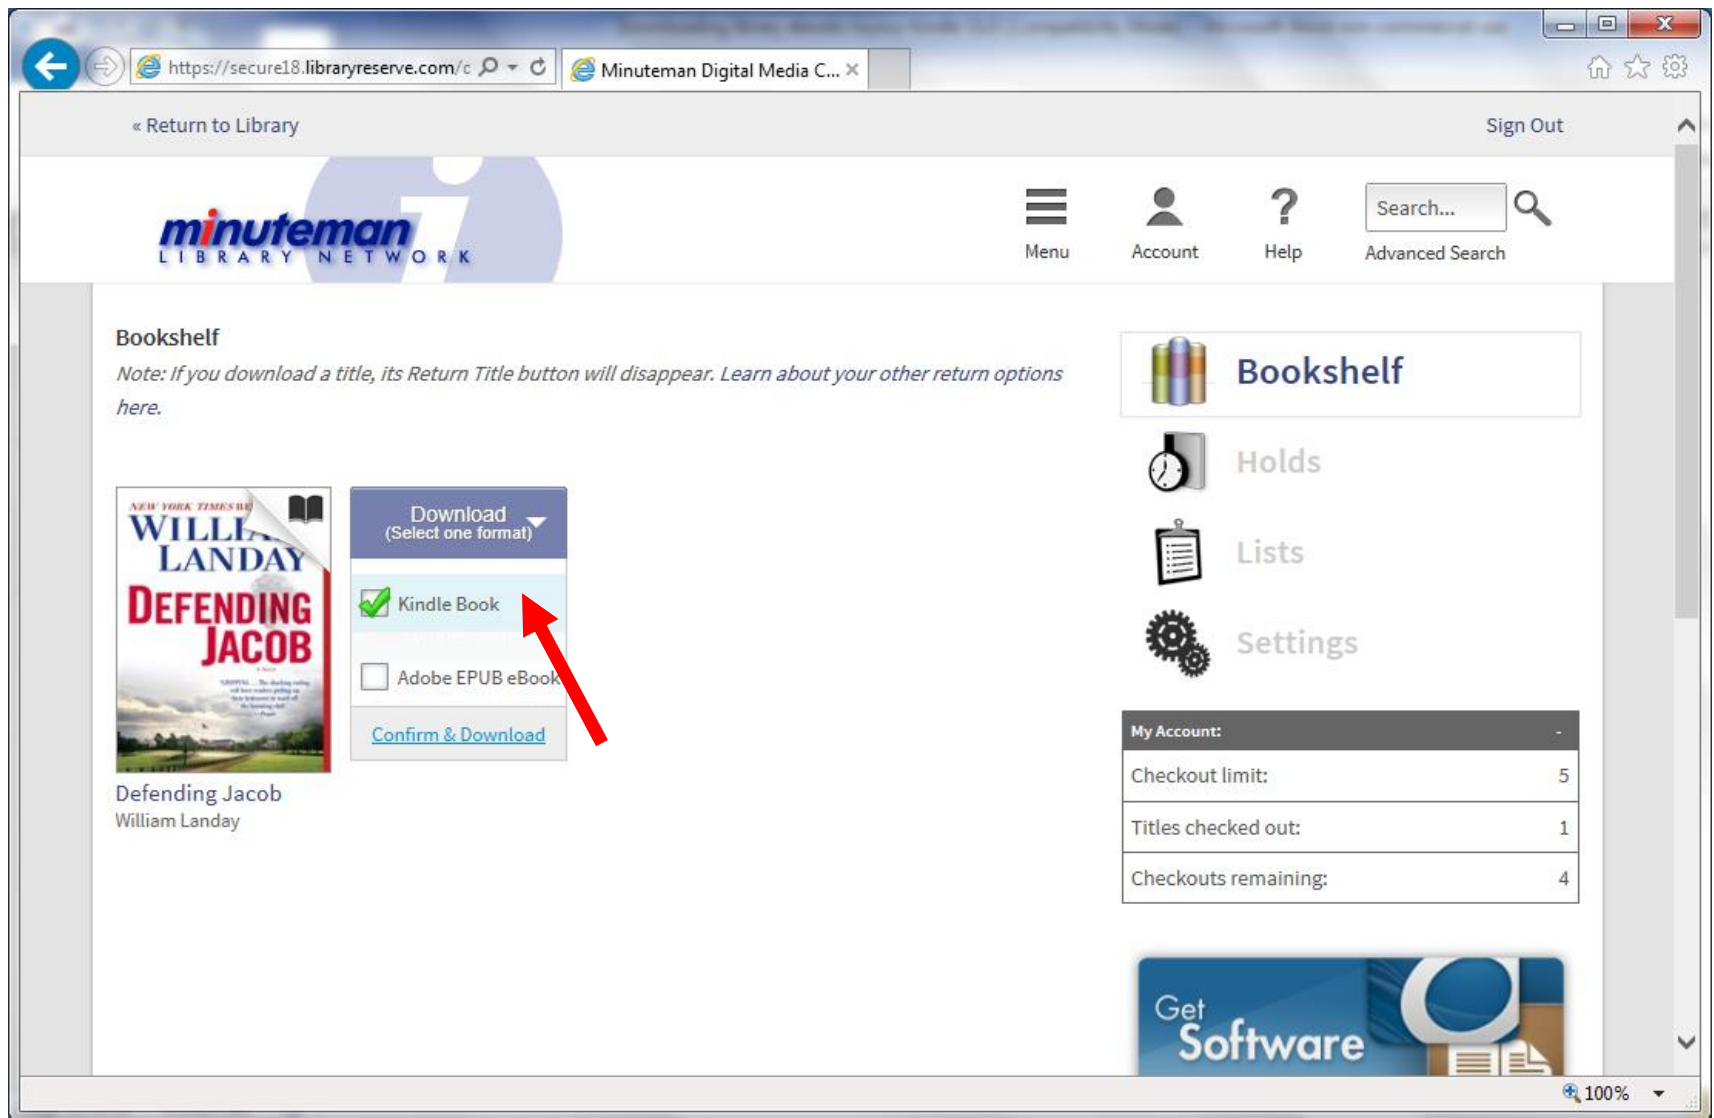 https://secure18.libraryreserve.com/c
Minuteman Digital Media C...
« Return to Library
Sign Out
minuteman
LIBRARY NETWORK
Menu
Account
Help
Search...
Advanced Search
Bookshelf
Note: If you download a title, its Return Title button will disappear. Learn about your other return options
here.
Bookshelf
Holds
Lists
Settings
NEW YORK TIMES
WILLIA
LANDAY
DEFENDING
JACOB
Download
(Select one format)
Kindle Book
Adobe EPUB eBook
Confirm & Download
Defending Jacob
William Landay
My Account: -
Checkout limit: 5
Titles checked out: 1
Checkouts remaining: 4
Get
Software
100%